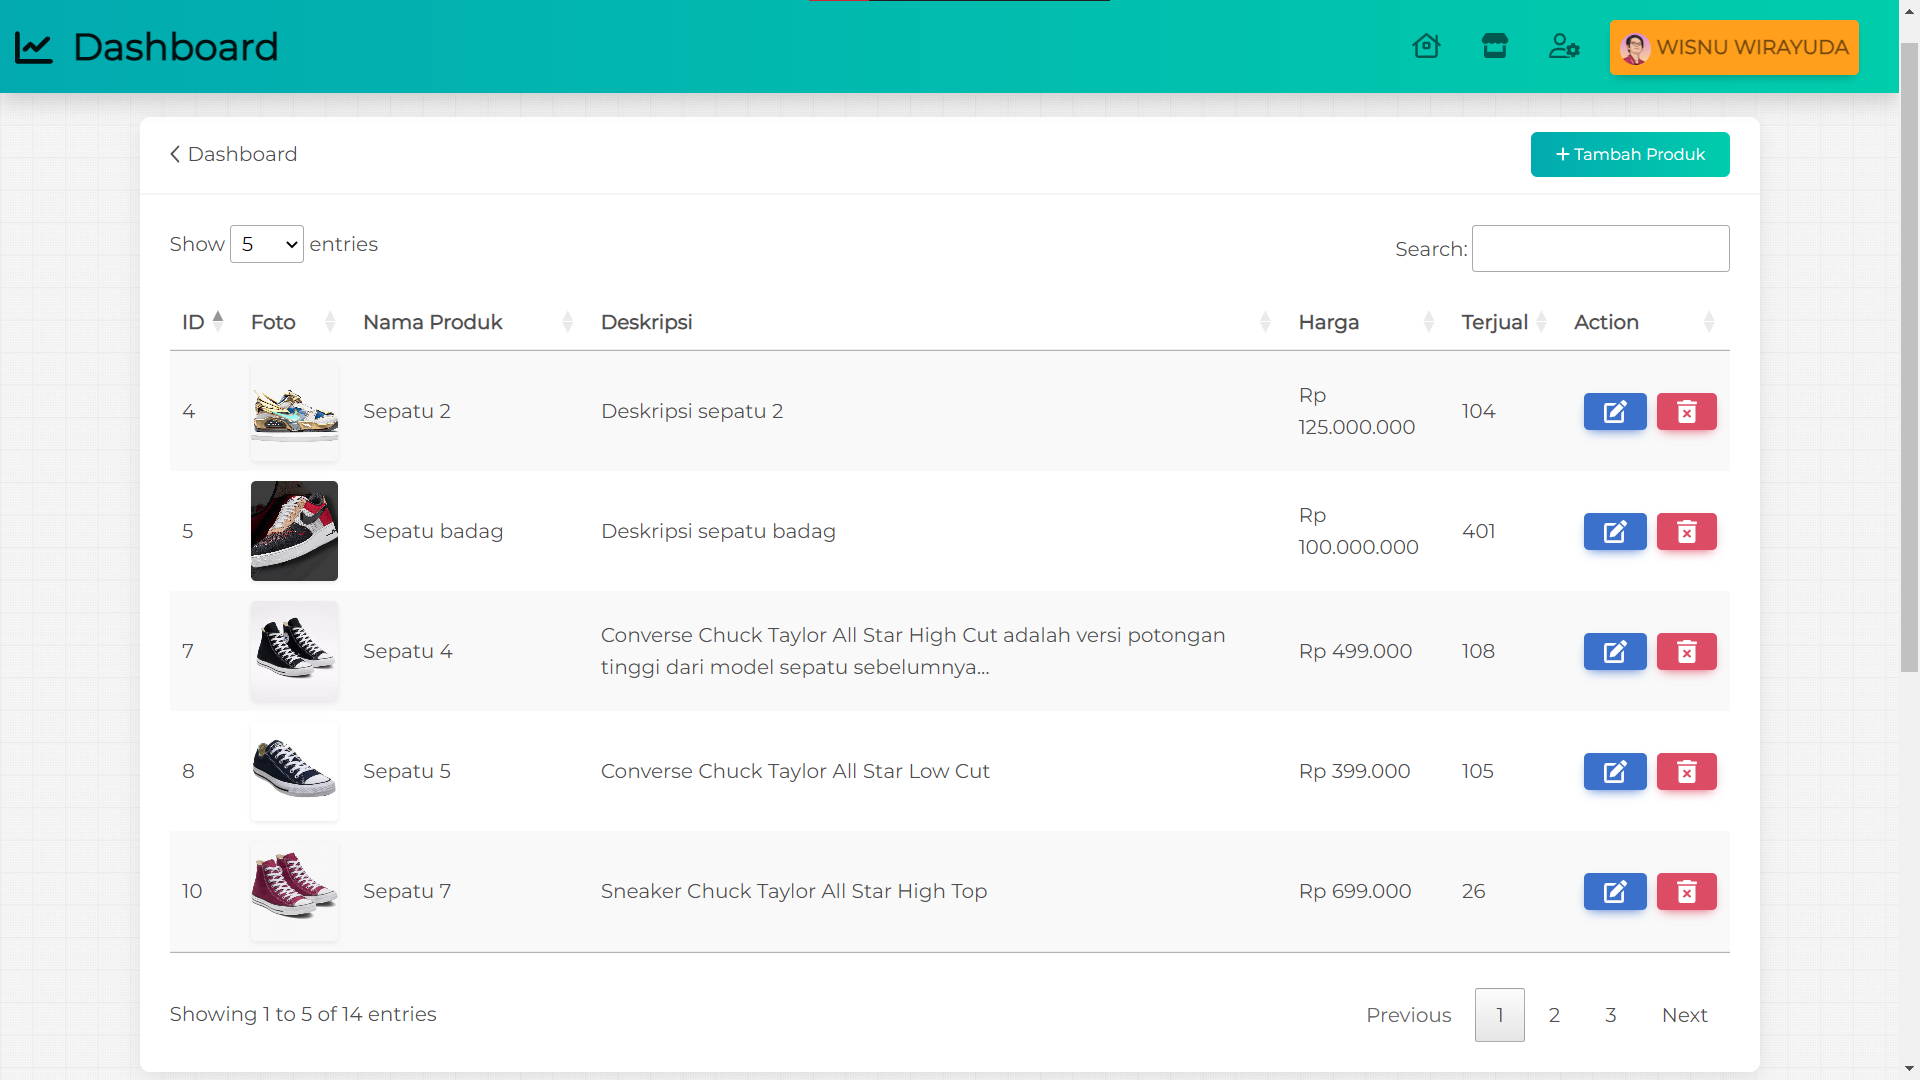 Dashboard
WISNU WIRAYUDA
Dashboard
Tambah Produk
Show 5 entries
Search:
ID Foto Nama Produk Deskripsi Harga Terjual Action
4 Sepatu 2 Deskripsi sepatu 2 Rp 125.000.000 104
5 Sepatu badag Deskripsi sepatu badag Rp 100.000.000 401
7 Sepatu 4 Converse Chuck Taylor All Star High Cut adalah versi potongan
tinggi dari model sepatu sebelumnya... Rp 499.000 108
8 Sepatu 5 Converse Chuck Taylor All Star Low Cut Rp 399.000 105
10 Sepatu 7 Sneaker Chuck Taylor All Star High Top Rp 699.000 26
Showing 1 to 5 of 14 entries
Previous 1 2 3 Next